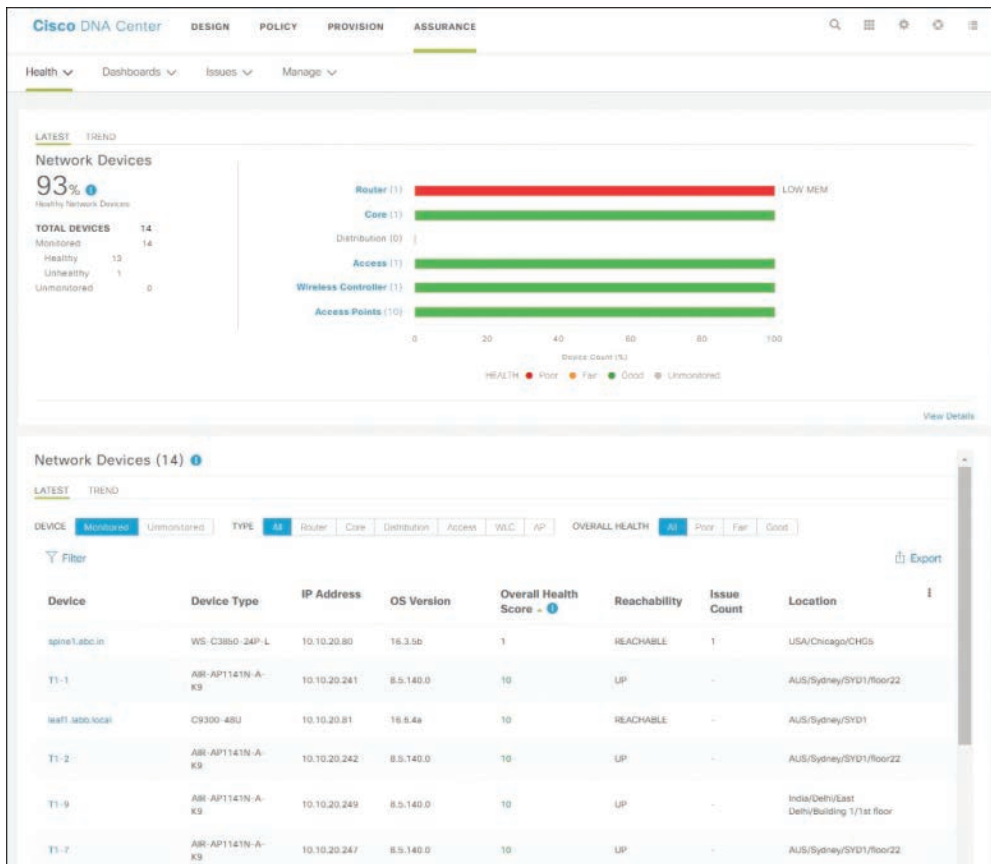 Cisco DNA Center DESIGN POLICY PROVISION ASSURANCE
Health Dashboards Issues Manage
LATEST TREND
Network Devices
93%
Healthy Network Devices
TOTAL DEVICES 14
Monitored 14
Healthy 13
Unhealthy 1
Unmonitored 0
Router (1) LOW MEM
Core (1)
Distribution (0)
Access (1)
Wireless Controller (1)
Access Points (10)
0 20 40 60 80 100
Device Count (%)
HEALTH Poor Fair Good Unmonitored
View Details
Network Devices (14)
LATEST TREND
DEVICE Monitored Unmonitored TYPE All Router Core Distribution Access WLC AP OVERALL HEALTH All Poor Fair Good
Filter Export
Device Device Type IP Address OS Version Overall Health Score Reachability Issue Count Location
spine1.abc.in WS-C3850-24P-L 10.10.20.80 16.3.5b 1 REACHABLE 1 USA/Chicago/CHG5
T1-1 AIR-AP1141N-A-K9 10.10.20.241 8.5.140.0 10 UP - AUS/Sydney/SYD1/floor22
leaf1.labb.local C9300-48U 10.10.20.81 16.6.4a 10 REACHABLE - AUS/Sydney/SYD1
T1-2 AIR-AP1141N-A-K9 10.10.20.242 8.5.140.0 10 UP - AUS/Sydney/SYD1/floor22
T1-9 AIR-AP1141N-A-K9 10.10.20.249 8.5.140.0 10 UP - India/Delhi/East Delhi/Building 1/1st floor
T1-7 AIR-AP1141N-A-K9 10.10.20.247 8.5.140.0 10 UP - AUS/Sydney/SYD1/floor22